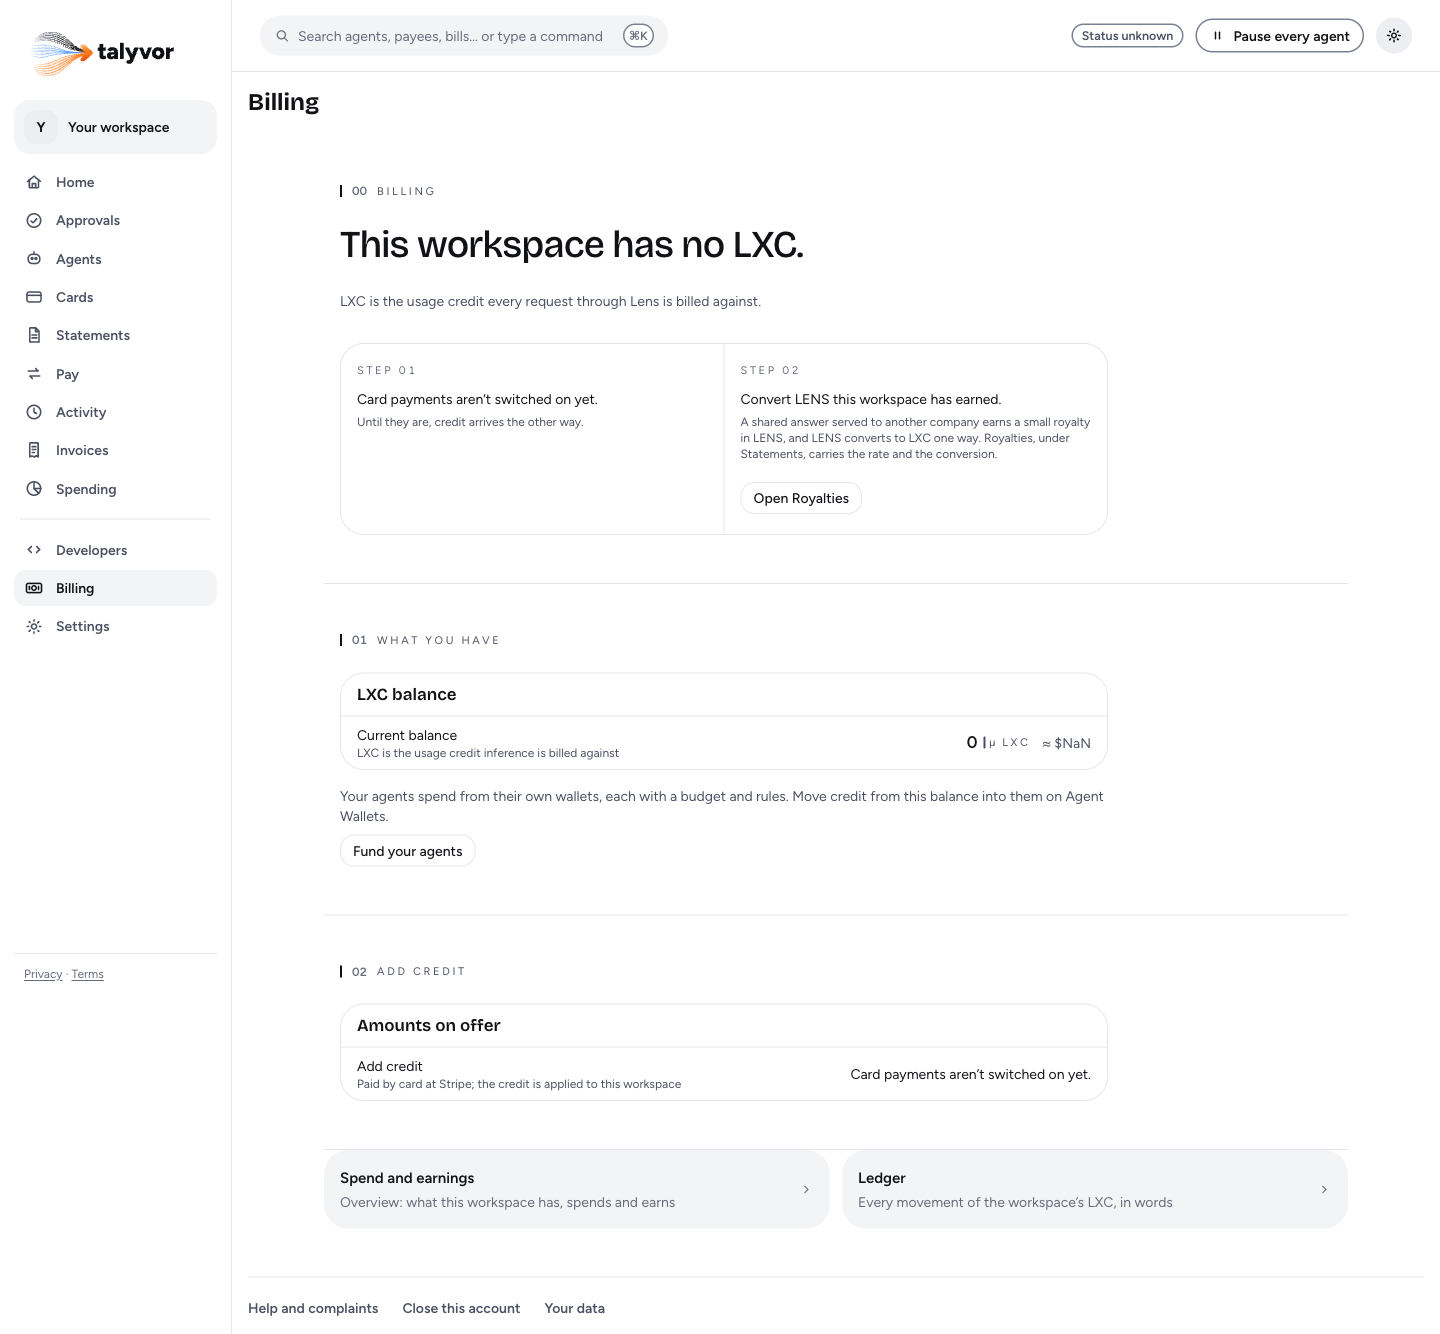 talyvor
Search agents, payees, bills... or type a command
⌘K
Status unknown
Pause every agent
Y
Your workspace
Home
Approvals
Agents
Cards
Statements
Pay
Activity
Invoices
Spending
Developers
Billing
Settings
Privacy · Terms
Billing
00 BILLING
This workspace has no LXC.
LXC is the usage credit every request through Lens is billed against.
STEP 01
Card payments aren’t switched on yet.
Until they are, credit arrives the other way.
STEP 02
Convert LENS this workspace has earned.
A shared answer served to another company earns a small royalty
in LENS, and LENS converts to LXC one way. Royalties, under
Statements, carries the rate and the conversion.
Open Royalties
01 WHAT YOU HAVE
LXC balance
Current balance
LXC is the usage credit inference is billed against
0 µ LXC ≈ $NaN
Your agents spend from their own wallets, each with a budget and rules. Move credit from this balance into them on Agent
Wallets.
Fund your agents
02 ADD CREDIT
Amounts on offer
Add credit
Paid by card at Stripe; the credit is applied to this workspace
Card payments aren’t switched on yet.
Spend and earnings
Overview: what this workspace has, spends and earns
Ledger
Every movement of the workspace’s LXC, in words
Help and complaints
Close this account
Your data